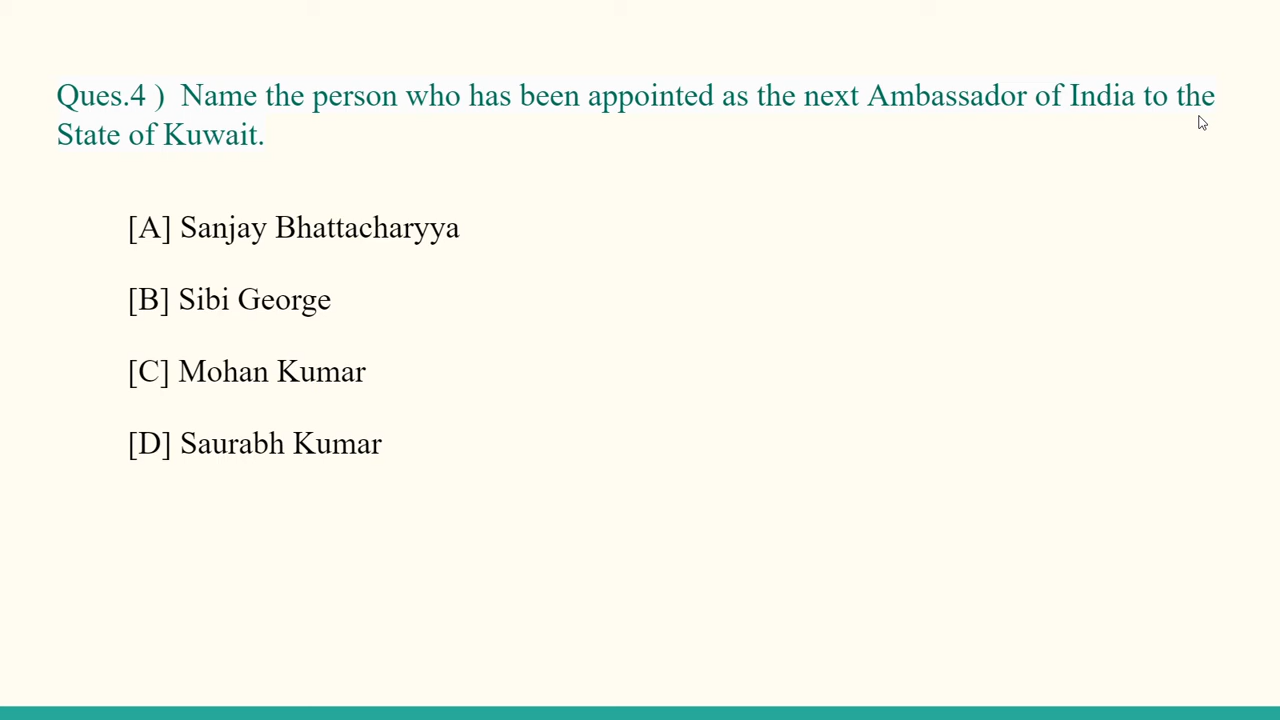 Ques.4 )  Name the person who has been appointed as the next Ambassador of India to the
State of Kuwait.
[A] Sanjay Bhattacharyya
[B] Sibi George
[C] Mohan Kumar
[D] Saurabh Kumar